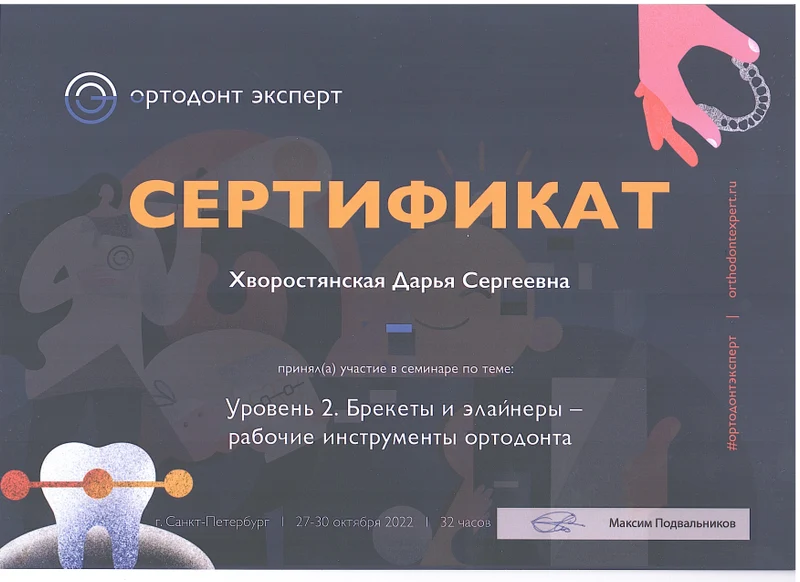 ортодонт эксперт
СЕРТИФИКАТ
Хворостянская Дарья Сергеевна
принял(а) участие в семинаре по теме:
Уровень 2. Брекеты и элайнеры –
рабочие инструменты ортодонта
г. Санкт-Петербург | 27-30 октября 2022 | 32 часов
Максим Подвальников
#ортодонтэксперт | orthodontexpert.ru